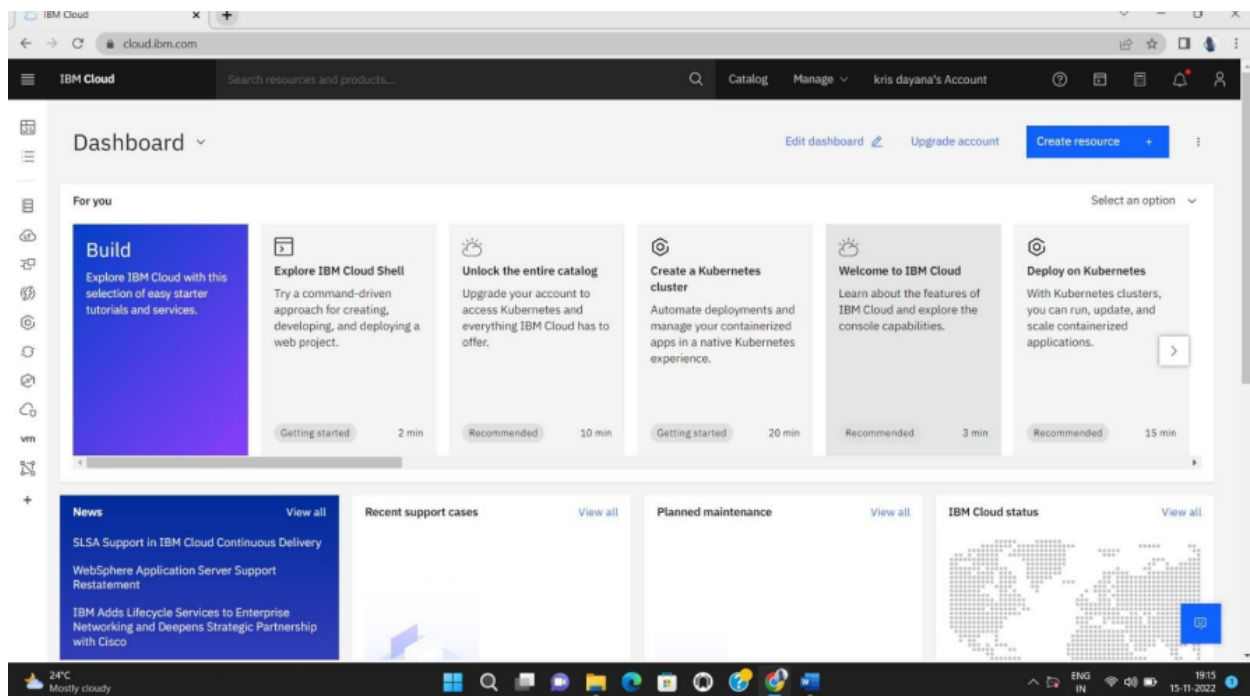 IBM Cloud
cloud.ibm.com
IBM Cloud
Search resources and products...
Catalog
Manage
kris dayana's Account
Dashboard
Edit dashboard
Upgrade account
Create resource +
For you
Select an option
Build
Explore IBM Cloud with this
selection of easy starter
tutorials and services.
Explore IBM Cloud Shell
Try a command-driven
approach for creating,
developing, and deploying a
web project.
Getting started
2 min
Unlock the entire catalog
Upgrade your account to
access Kubernetes and
everything IBM Cloud has to
offer.
Recommended
10 min
Create a Kubernetes
cluster
Automate deployments and
manage your containerized
apps in a native Kubernetes
experience.
Getting started
20 min
Welcome to IBM Cloud
Learn about the features of
IBM Cloud and explore the
console capabilities.
Recommended
3 min
Deploy on Kubernetes
With Kubernetes clusters,
you can run, update, and
scale containerized
applications.
Recommended
15 min
vm
News
View all
SLSA Support in IBM Cloud Continuous Delivery
WebSphere Application Server Support
Restatement
IBM Adds Lifecycle Services to Enterprise
Networking and Deepens Strategic Partnership
with Cisco
Recent support cases
View all
Planned maintenance
View all
IBM Cloud status
View all
24°C
Mostly cloudy
ENG
IN
19:15
15-11-2022